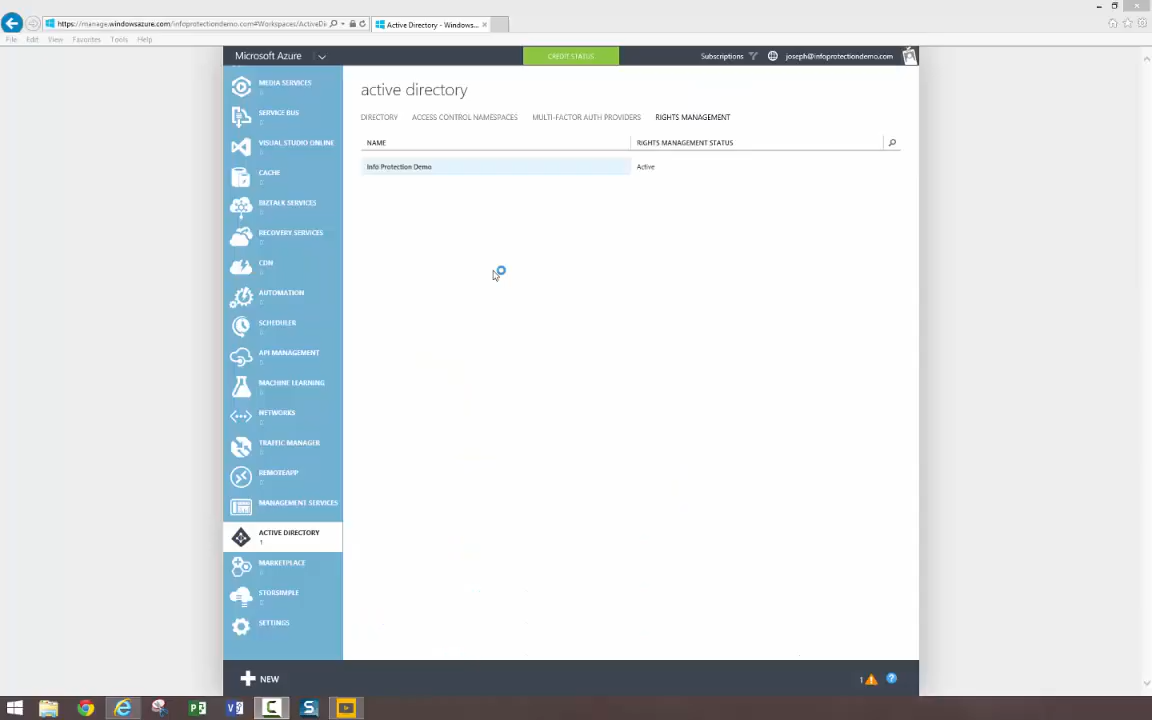 https://manage.windowsazure.com/infoprotectiondemo.com#Workspaces/ActiveDi
Active Directory - Windows...
File Edit View Favorites Tools Help
Microsoft Azure
CREDIT STATUS
Subscriptions
joseph@infoprotectiondemo.com
MEDIA SERVICES
SERVICE BUS
VISUAL STUDIO ONLINE
CACHE
BIZTALK SERVICES
RECOVERY SERVICES
CDN
AUTOMATION
SCHEDULER
API MANAGEMENT
MACHINE LEARNING
NETWORKS
TRAFFIC MANAGER
REMOTEAPP
MANAGEMENT SERVICES
ACTIVE DIRECTORY
1
MARKETPLACE
STORSIMPLE
SETTINGS
active directory
DIRECTORY ACCESS CONTROL NAMESPACES MULTI-FACTOR AUTH PROVIDERS RIGHTS MANAGEMENT
NAME RIGHTS MANAGEMENT STATUS
Info Protection Demo Active
NEW
1